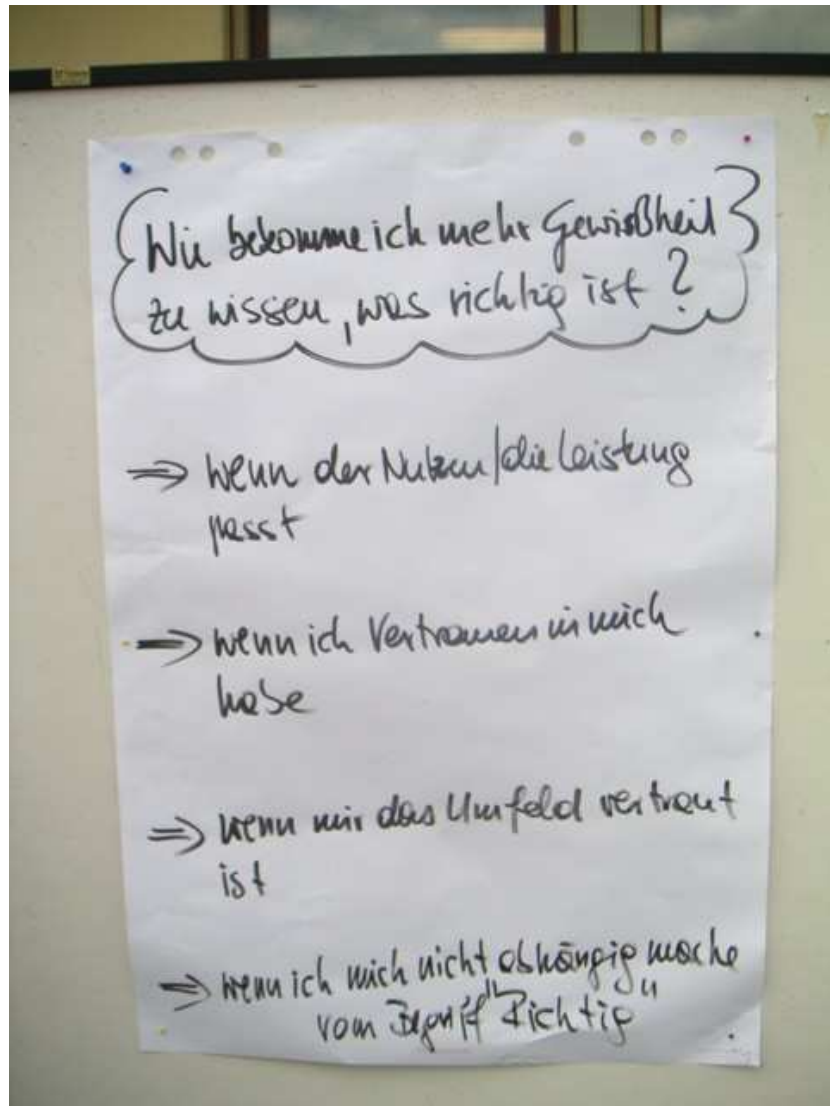 Wie bekomme ich mehr Gewißheit
zu wissen, was richtig ist?
⇒ wenn der Nutzen/die Leistung
passt
⇒ wenn ich Vertrauen in mich
habe
⇒ wenn mir das Umfeld vertraut
ist
⇒ wenn ich mich nicht abhängig mache
vom Begriff "Richtig"